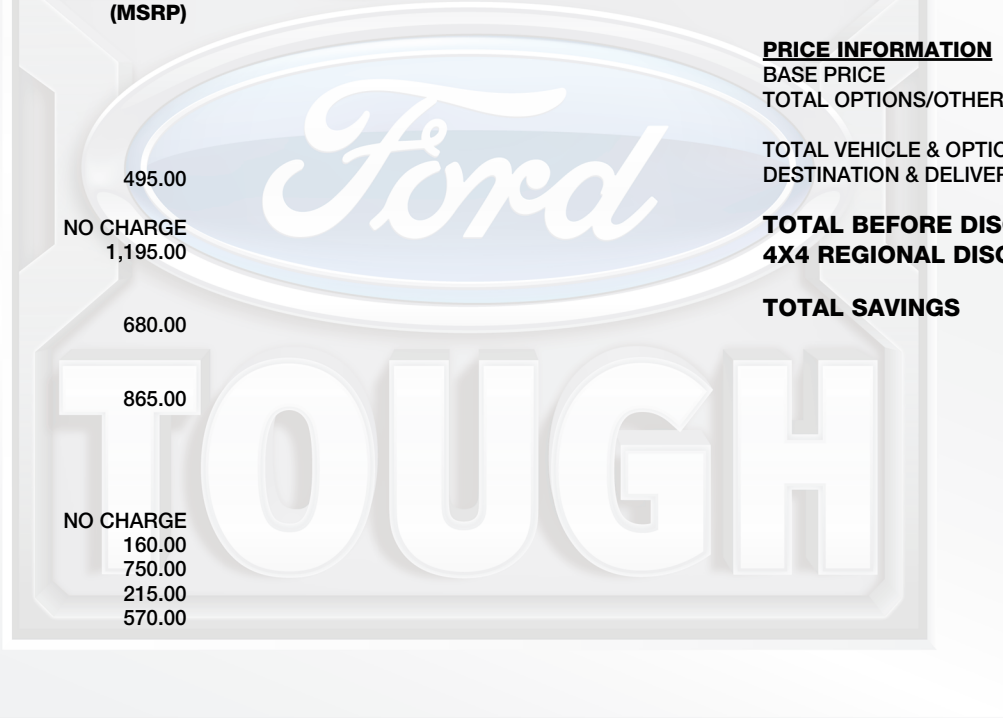 (MSRP)
495.00
NO CHARGE
1,195.00
680.00
865.00
NO CHARGE
160.00
750.00
215.00
570.00
PRICE INFORMATION
BASE PRICE
TOTAL OPTIONS/OTHER
TOTAL VEHICLE & OPTIO
DESTINATION & DELIVER
TOTAL BEFORE DISC
4X4 REGIONAL DISC
TOTAL SAVINGS
Ford
TOUGH